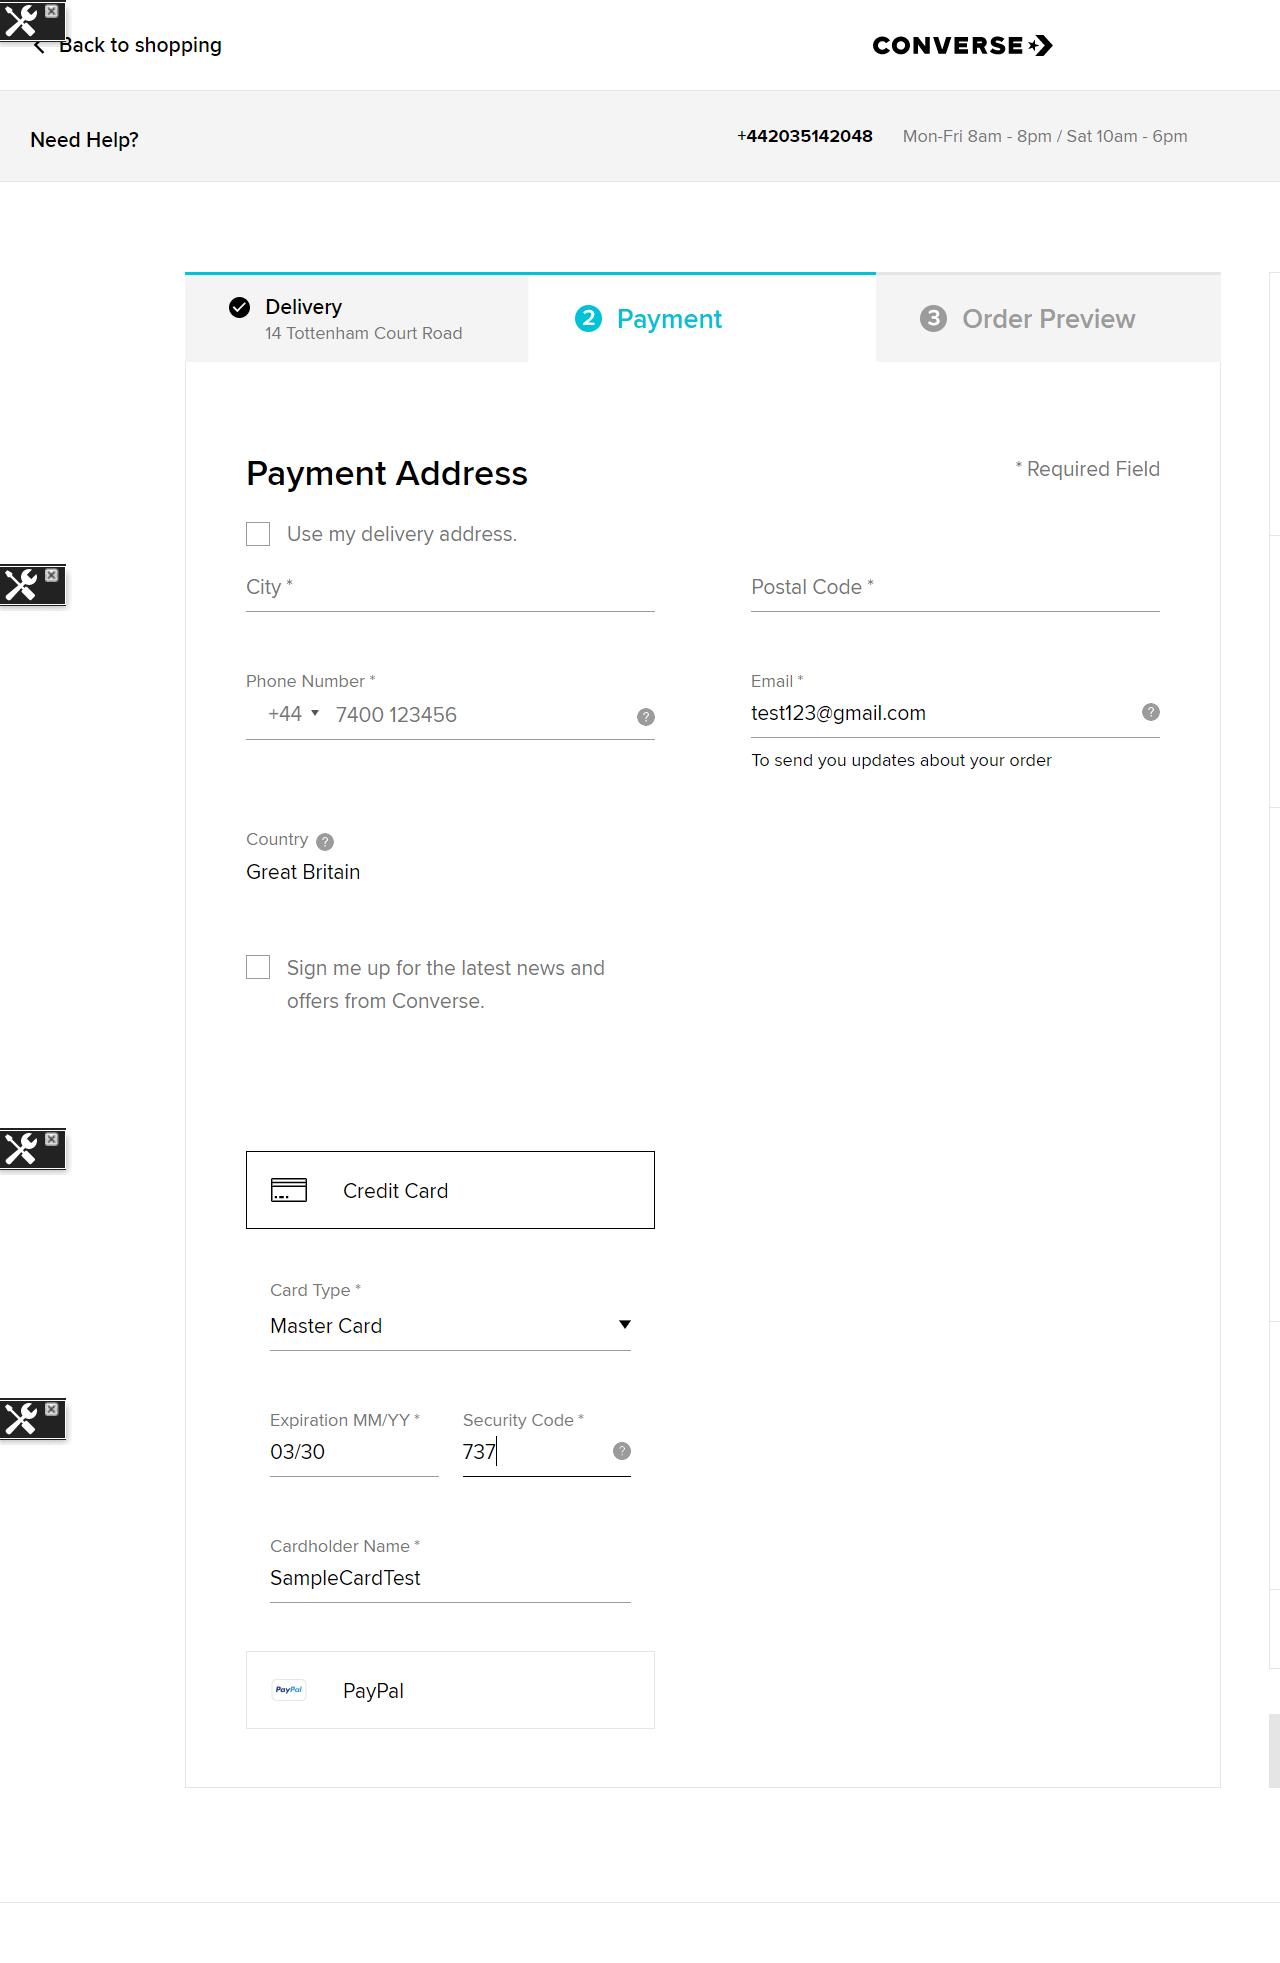 Back to shopping
CONVERSE
Need Help?
+442035142048 Mon-Fri 8am - 8pm / Sat 10am - 6pm
Delivery
14 Tottenham Court Road
2 Payment
3 Order Preview
Payment Address
* Required Field
Use my delivery address.
City *
Postal Code *
Phone Number *
+44 7400 123456 ?
Email *
test123@gmail.com ?
To send you updates about your order
Country ?
Great Britain
Sign me up for the latest news and
offers from Converse.
Credit Card
Card Type *
Master Card
Expiration MM/YY * Security Code *
03/30 737 ?
Cardholder Name *
SampleCardTest
PayPal PayPal